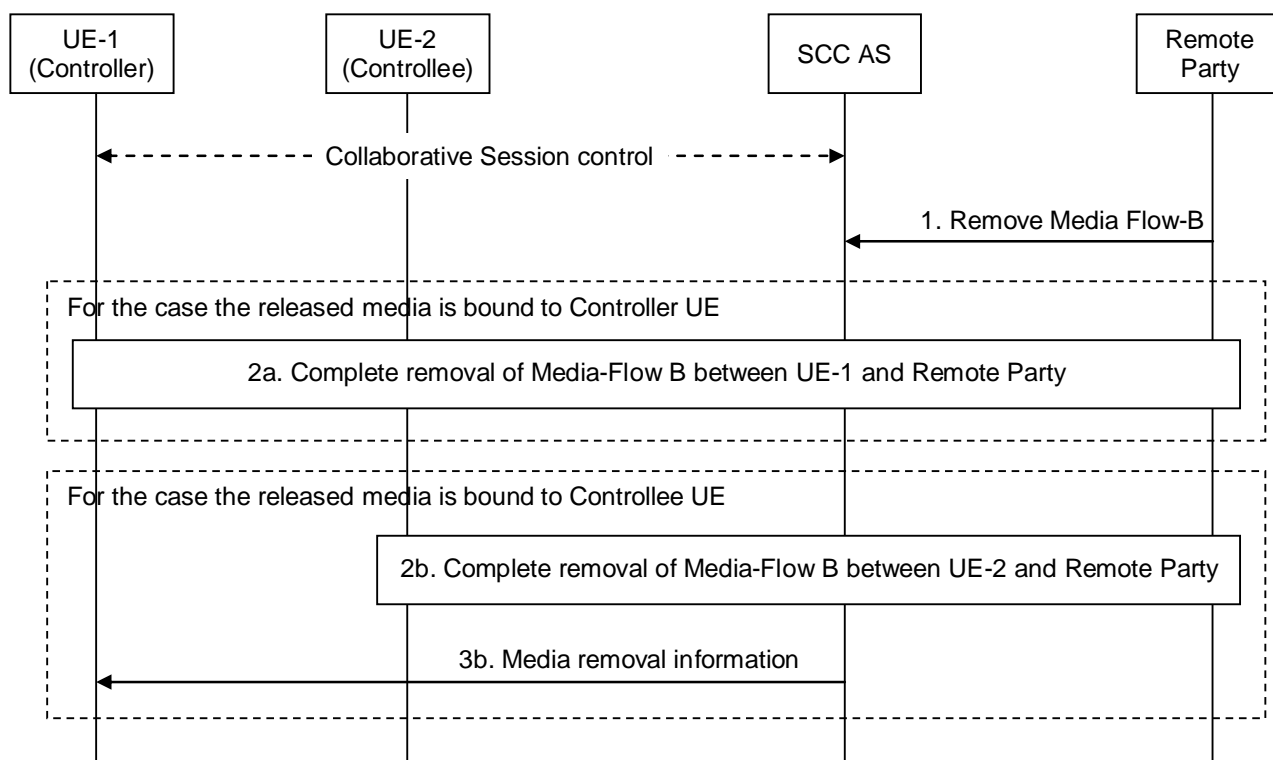 UE-1
(Controller)
UE-2
(Controllee)
SCC AS
Remote
Party
Collaborative Session control
1. Remove Media Flow-B
For the case the released media is bound to Controller UE
2a. Complete removal of Media-Flow B between UE-1 and Remote Party
For the case the released media is bound to Controllee UE
2b. Complete removal of Media-Flow B between UE-2 and Remote Party
3b. Media removal information